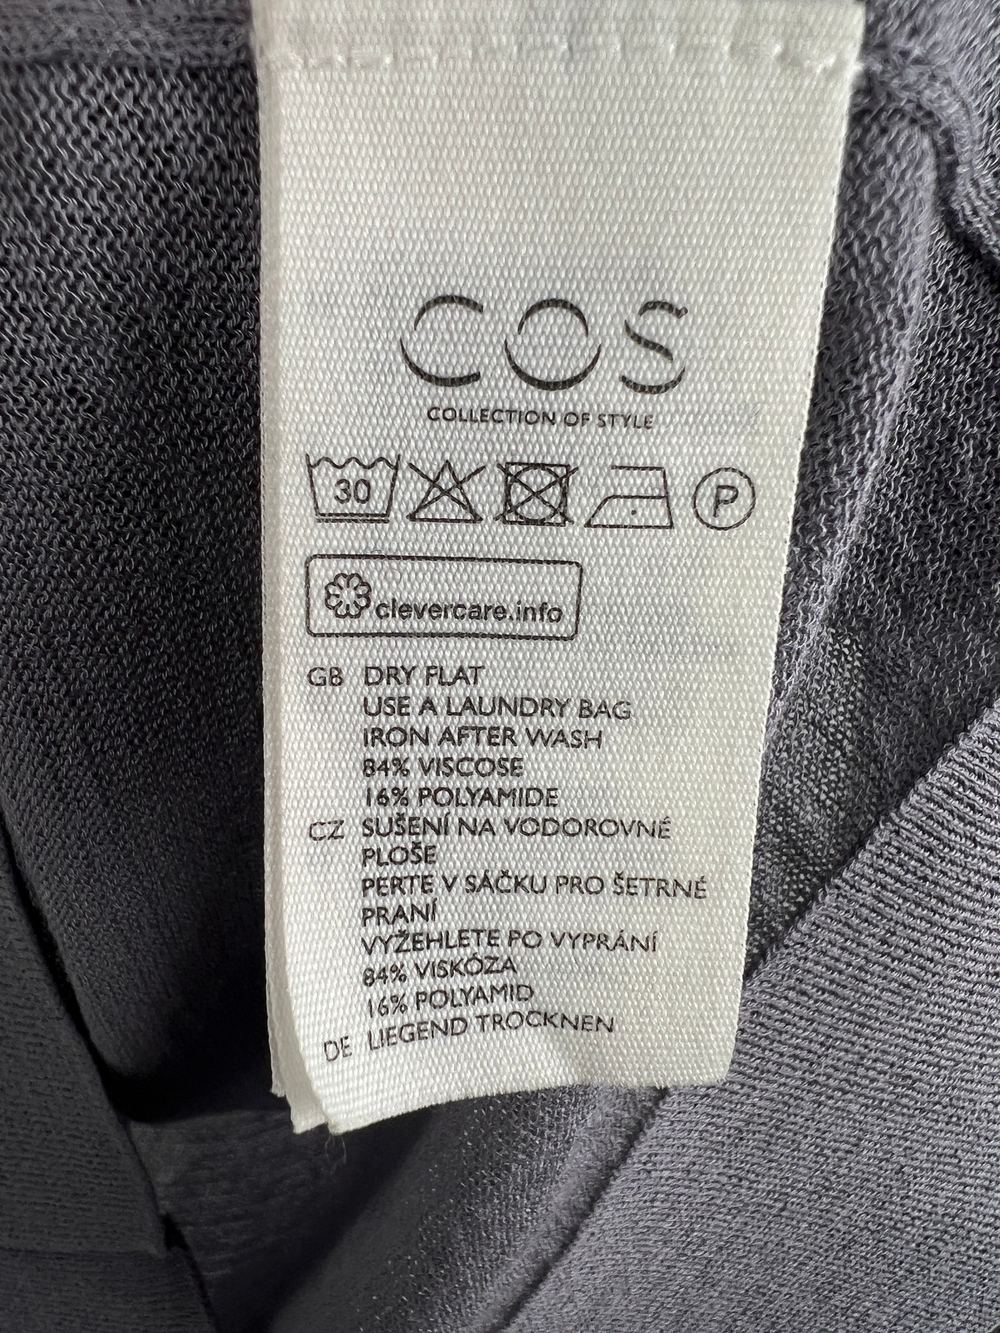 COS
COLLECTION OF STYLE
30 P
clevercare.info
GB DRY FLAT
USE A LAUNDRY BAG
IRON AFTER WASH
84% VISCOSE
16% POLYAMIDE
CZ SUŠENÍ NA VODOROVNÉ
PLOŠE
PERTE V SÁČKU PRO ŠETRNÉ
PRANÍ
VYŽEHLETE PO VYPRÁNÍ
84% VISKÓZA
16% POLYAMID
DE LIEGEND TROCKNEN